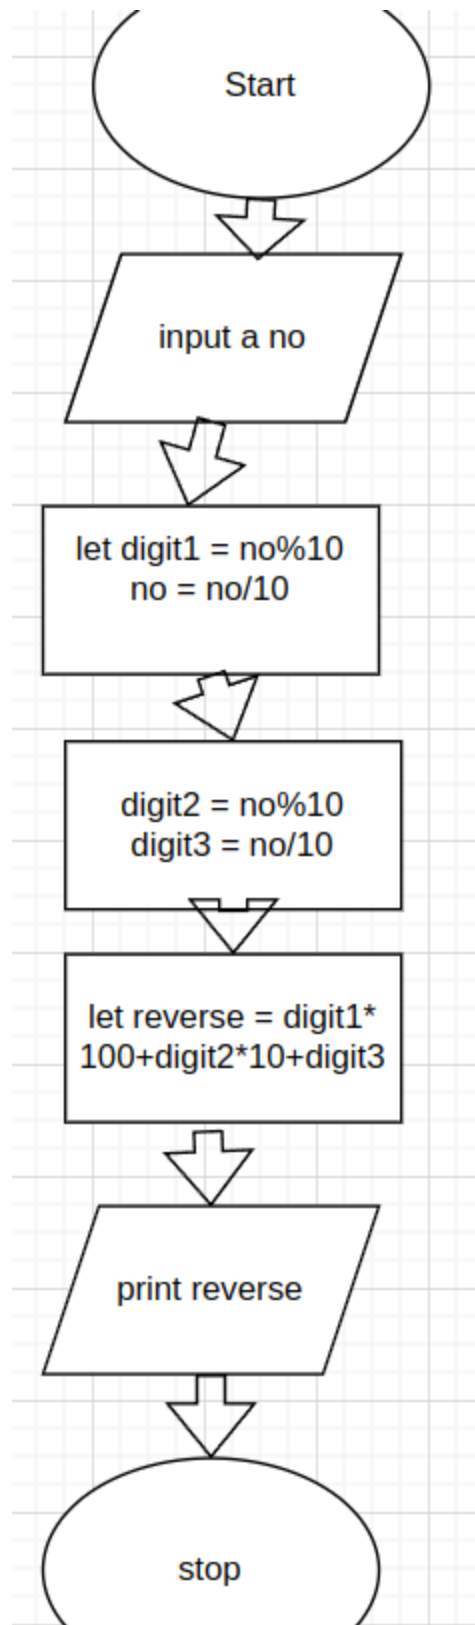 Start
input a no
let digit1 = no%10
no = no/10
digit2 = no%10
digit3 = no/10
let reverse = digit1*
100+digit2*10+digit3
print reverse
stop